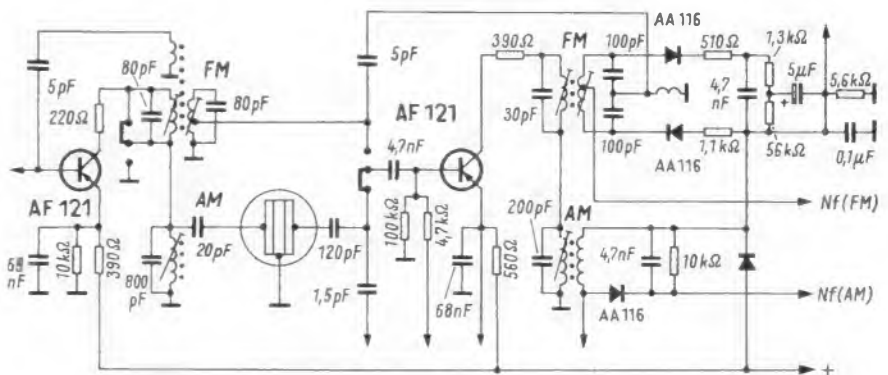 AA 116
390Ω
FM
100pF
510Ω
1,3kΩ
5pF
80pF
FM
5pF
5µF
5,6kΩ
4,7
nF
80pF
AF 121
30pF
220Ω
4,7nF
100pF
1,1kΩ
56kΩ
0,1µF
AA 116
AF 121
AM
Nf(FM)
200pF
AM
20pF
120pF
100kΩ
4,7kΩ
560Ω
4,7nF
10kΩ
68
nF
10kΩ
390Ω
800
pF
1,5pF
68nF
AA 116
Nf(AM)
+
+